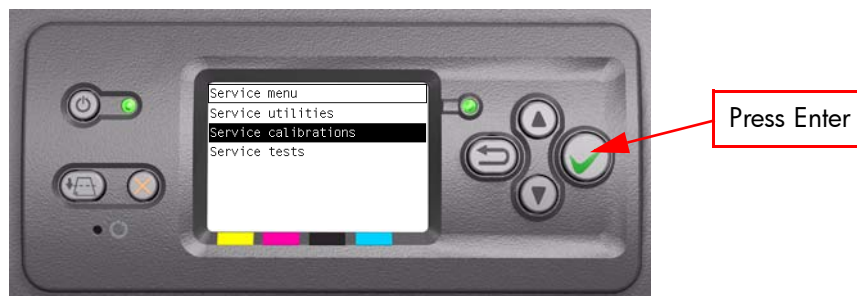 Service menu
Service utilities
Service calibrations
Service tests
Press Enter